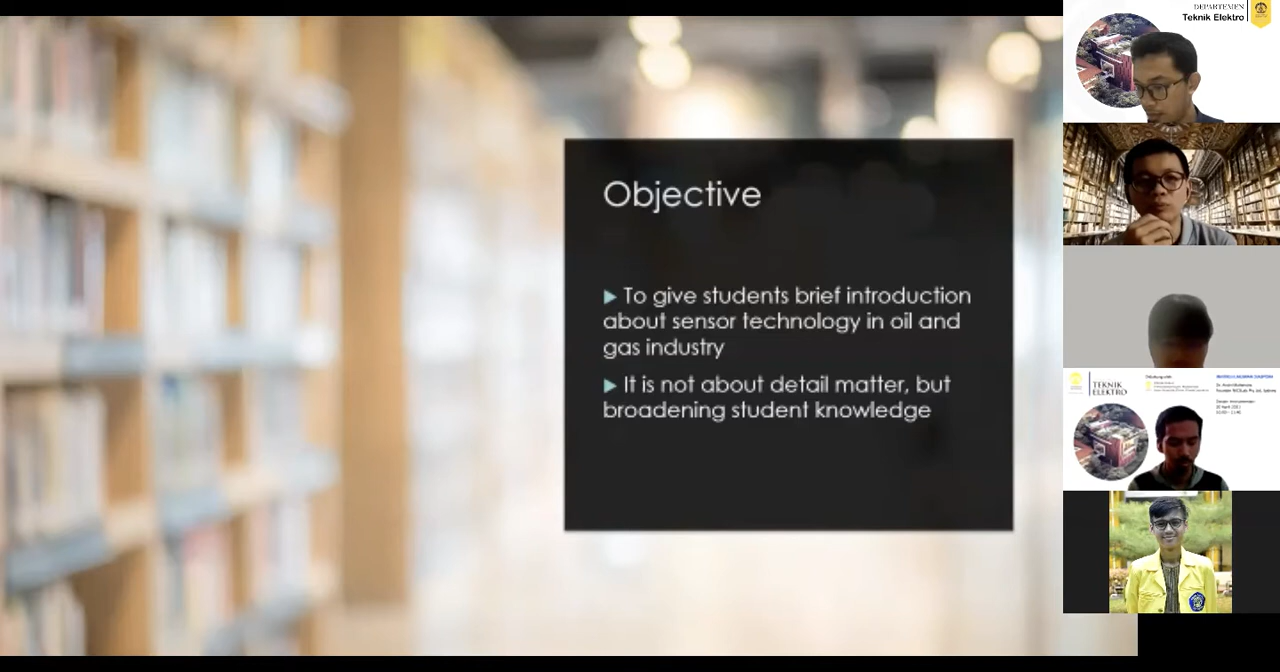 Objective
▶ To give students brief introduction
about sensor technology in oil and
gas industry
▶ It is not about detail matter, but
broadening student knowledge
DEPARTEMEN
Teknik Elektro
TEKNIK
ELEKTRO